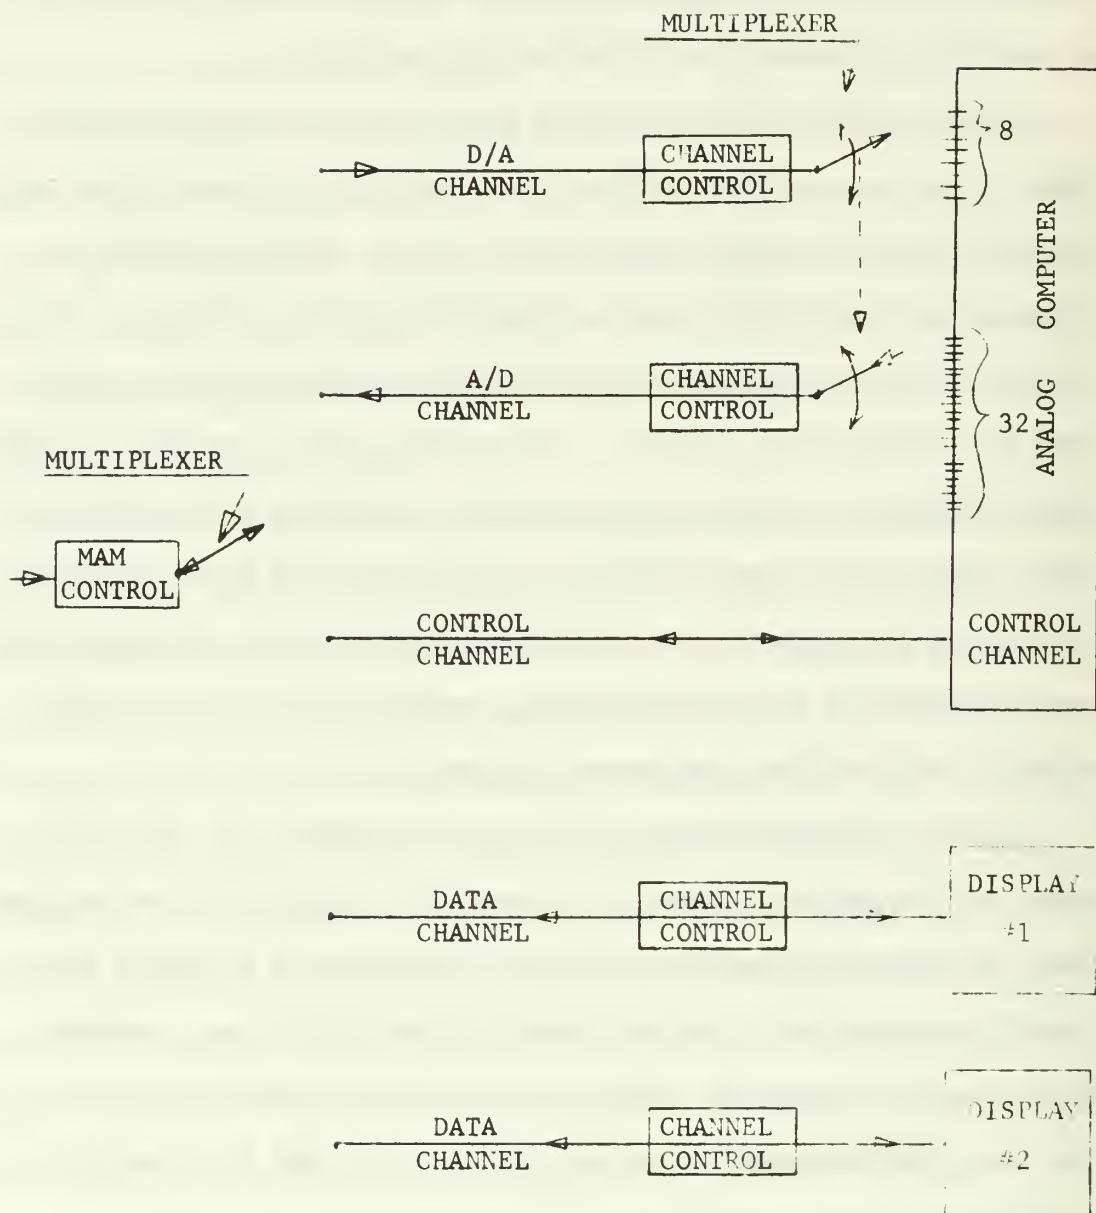 MULTIPLEXER
8
D/A
CHANNEL
CHANNEL
CONTROL
ANALOG COMPUTER
A/D
CHANNEL
CHANNEL
CONTROL
32
MULTIPLEXER
MAM
CONTROL
CONTROL
CHANNEL
CONTROL
CHANNEL
DATA
CHANNEL
CHANNEL
CONTROL
DISPLAY
#1
DATA
CHANNEL
CHANNEL
CONTROL
DISPLAY
#2